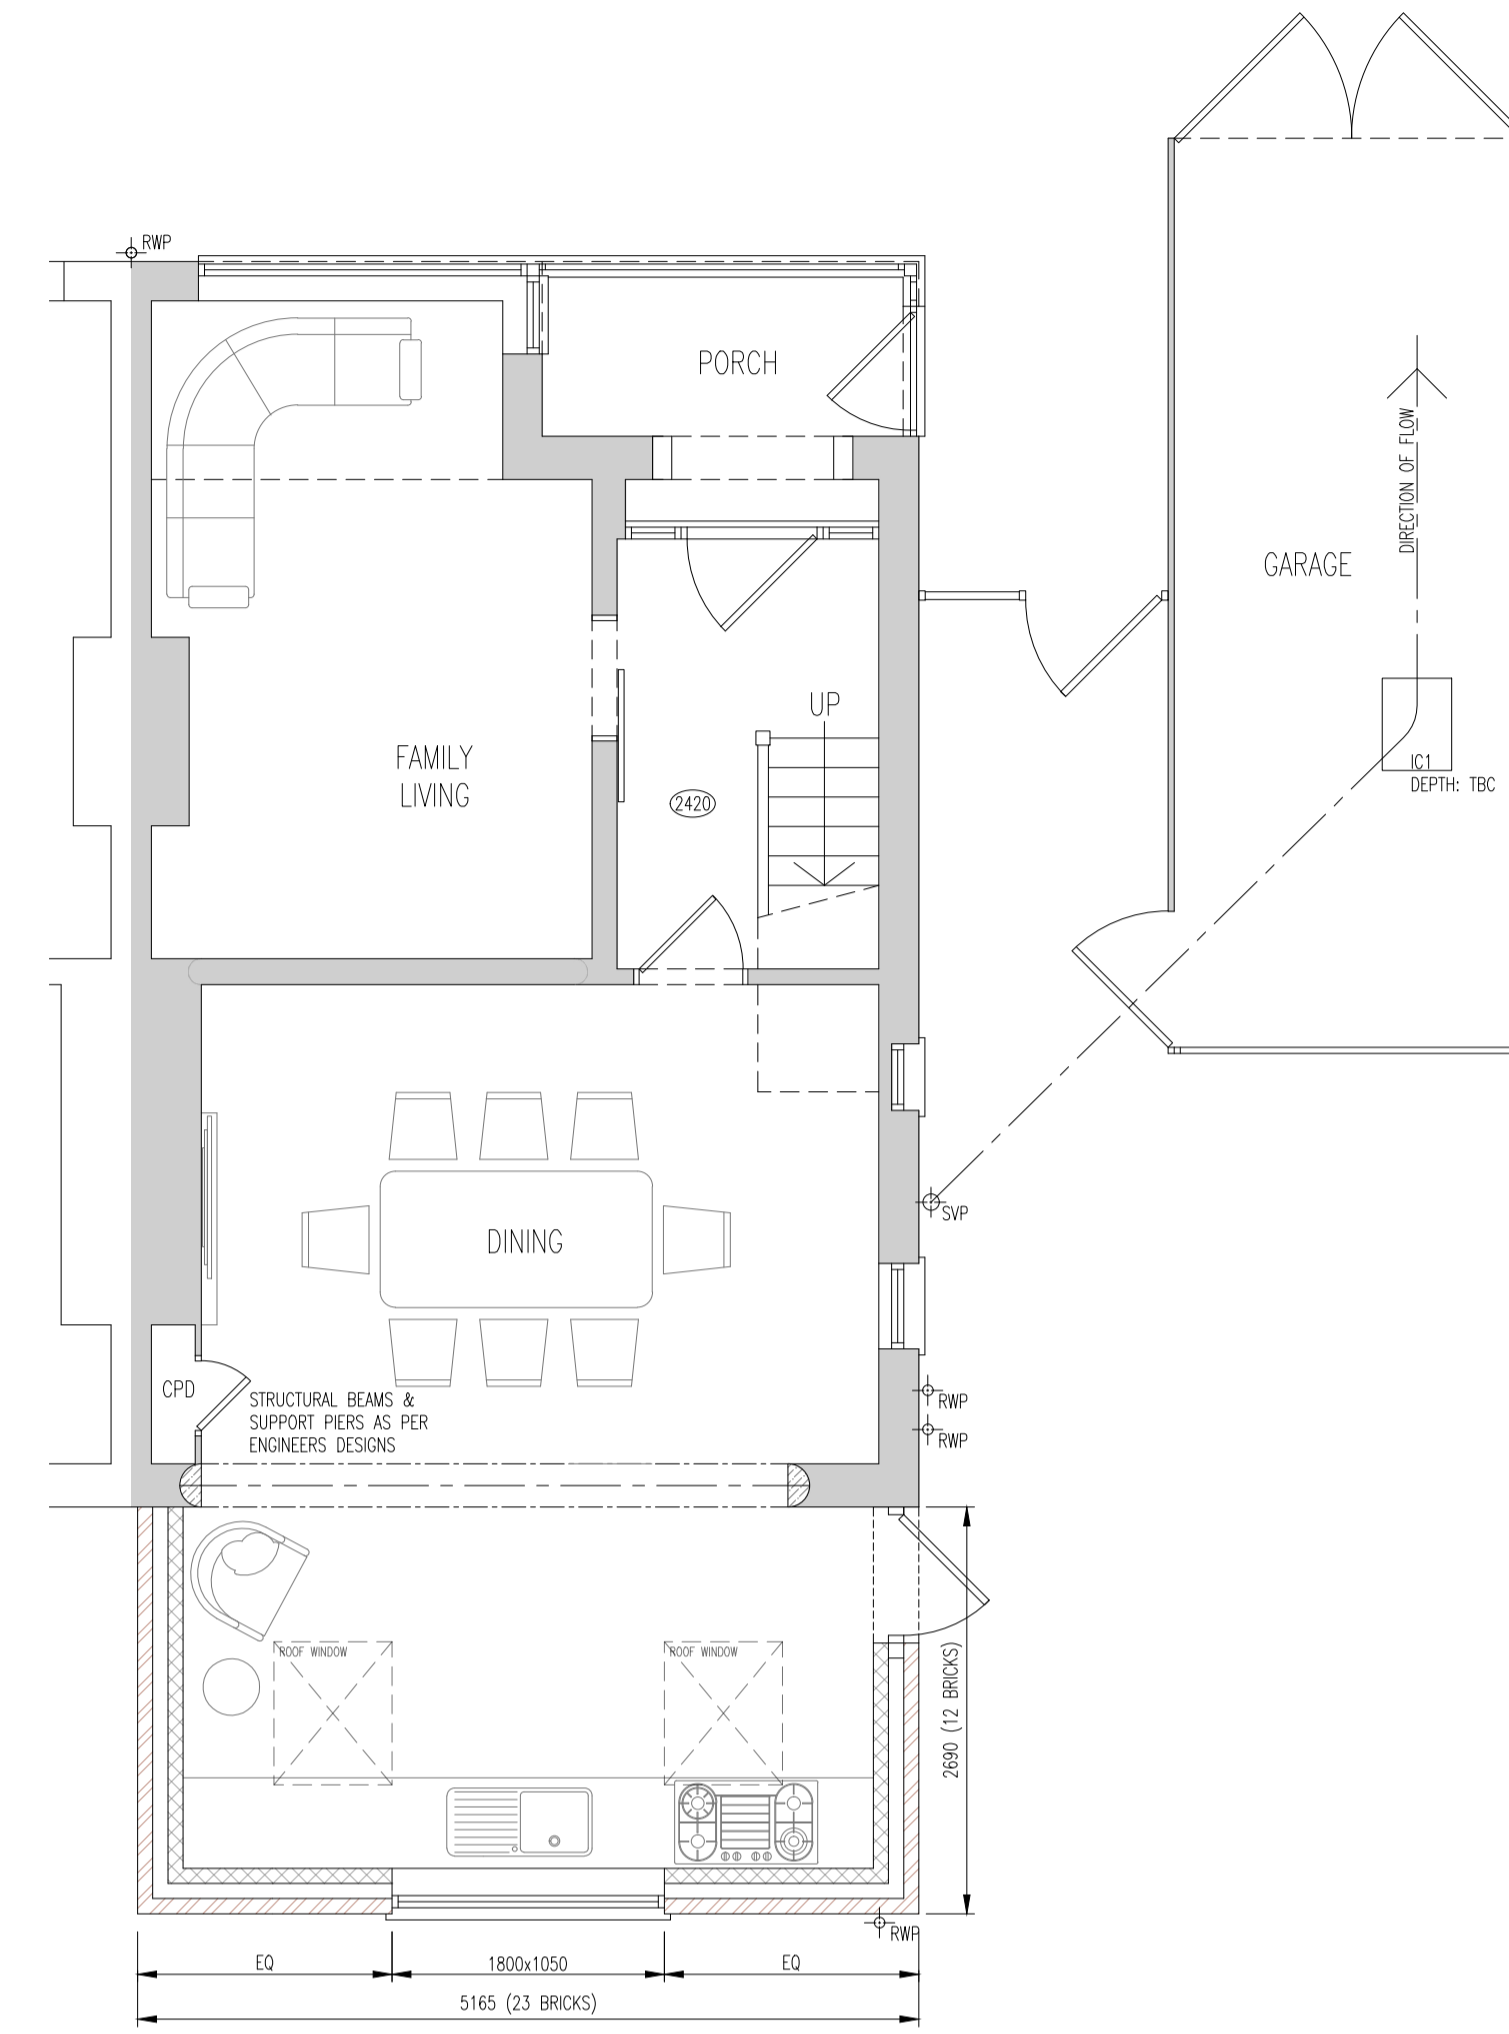 RWP
PORCH
DIRECTION OF FLOW
GARAGE
UP
FAMILY
LIVING
2420
IC1
DEPTH: TBC
SVP
DINING
CPD
STRUCTURAL BEAMS &
SUPPORT PIERS AS PER
ENGINEERS DESIGNS
RWP
RWP
ROOF WINDOW
ROOF WINDOW
2690 (12 BRICKS)
RWP
EQ
1800x1050
EQ
5165 (23 BRICKS)